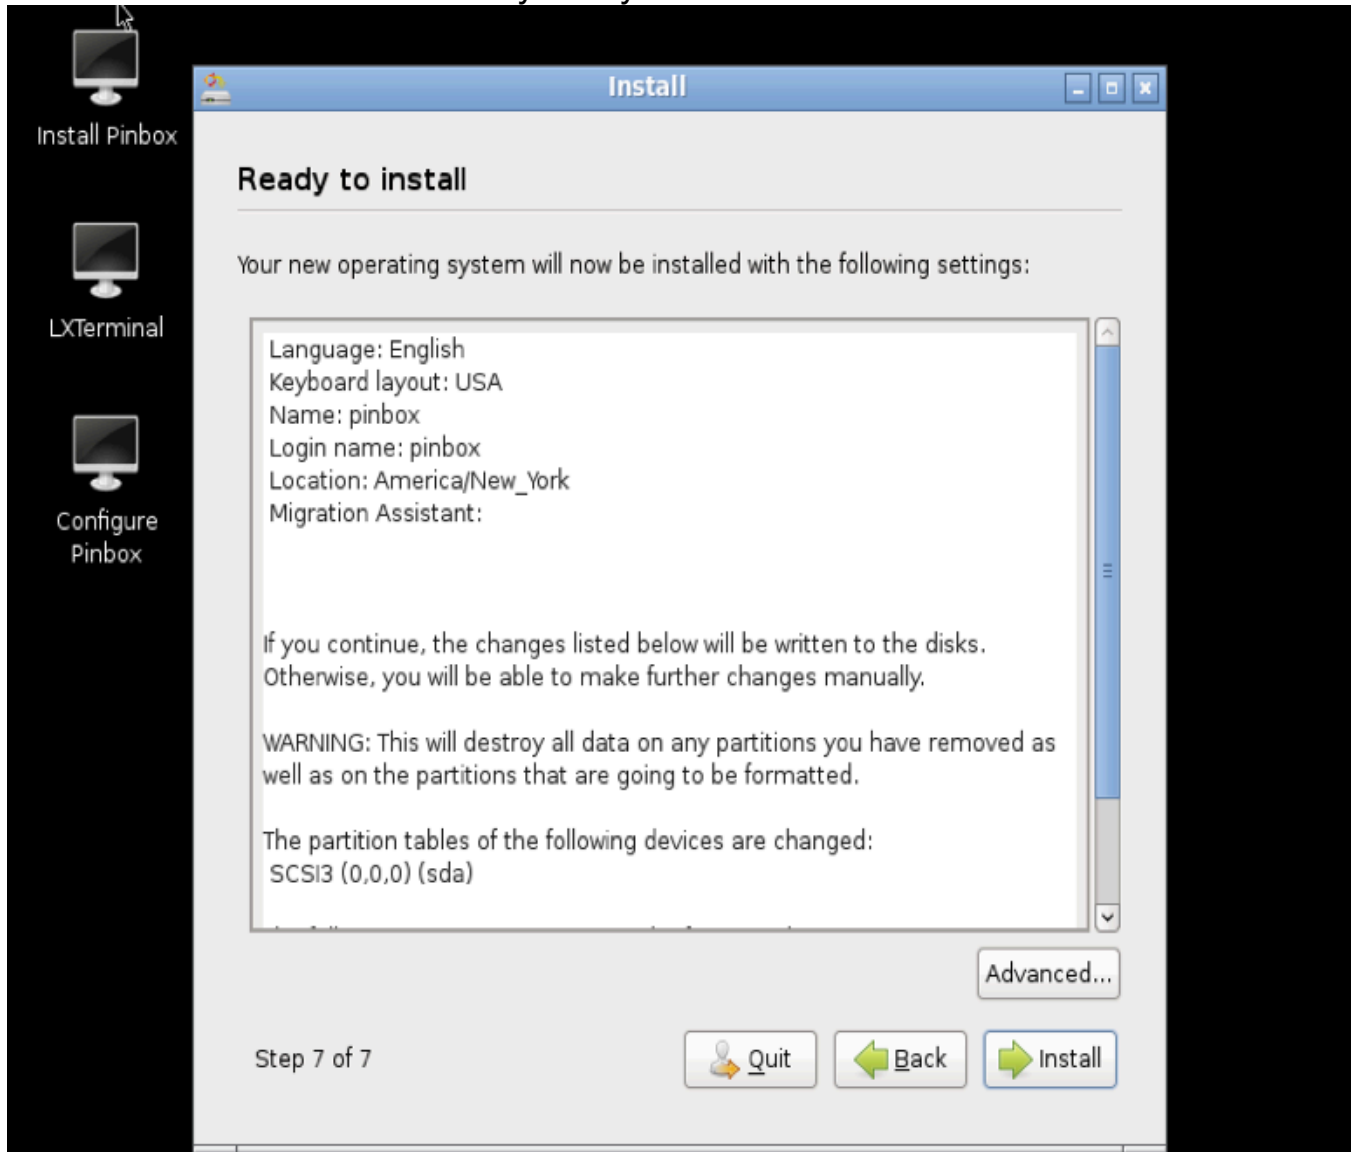 Install Pinbox
LXTerminal
Configure
Pinbox
Install
Ready to install
Your new operating system will now be installed with the following settings:
Language: English
Keyboard layout: USA
Name: pinbox
Login name: pinbox
Location: America/New_York
Migration Assistant:
If you continue, the changes listed below will be written to the disks.
Otherwise, you will be able to make further changes manually.
WARNING: This will destroy all data on any partitions you have removed as
well as on the partitions that are going to be formatted.
The partition tables of the following devices are changed:
SCSI3 (0,0,0) (sda)
Advanced...
Step 7 of 7
Quit
Back
Install